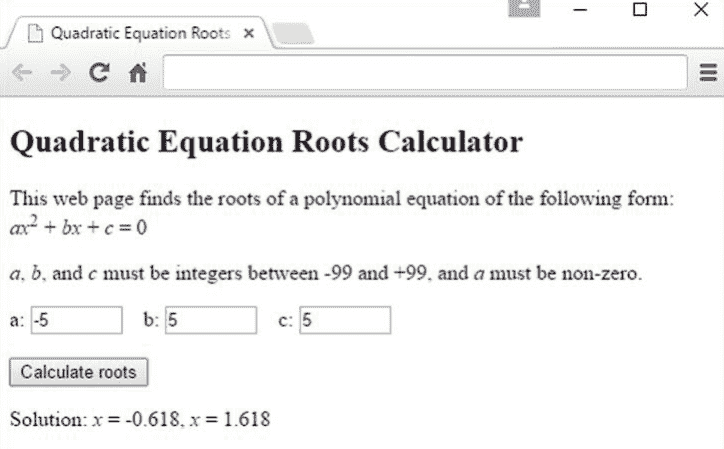 Quadratic Equation Roots
Quadratic Equation Roots Calculator
This web page finds the roots of a polynomial equation of the following form:
ax² + bx + c = 0
a, b, and c must be integers between -99 and +99, and a must be non-zero.
a: -5 b: 5 c: 5
Calculate roots
Solution: x = -0.618, x = 1.618